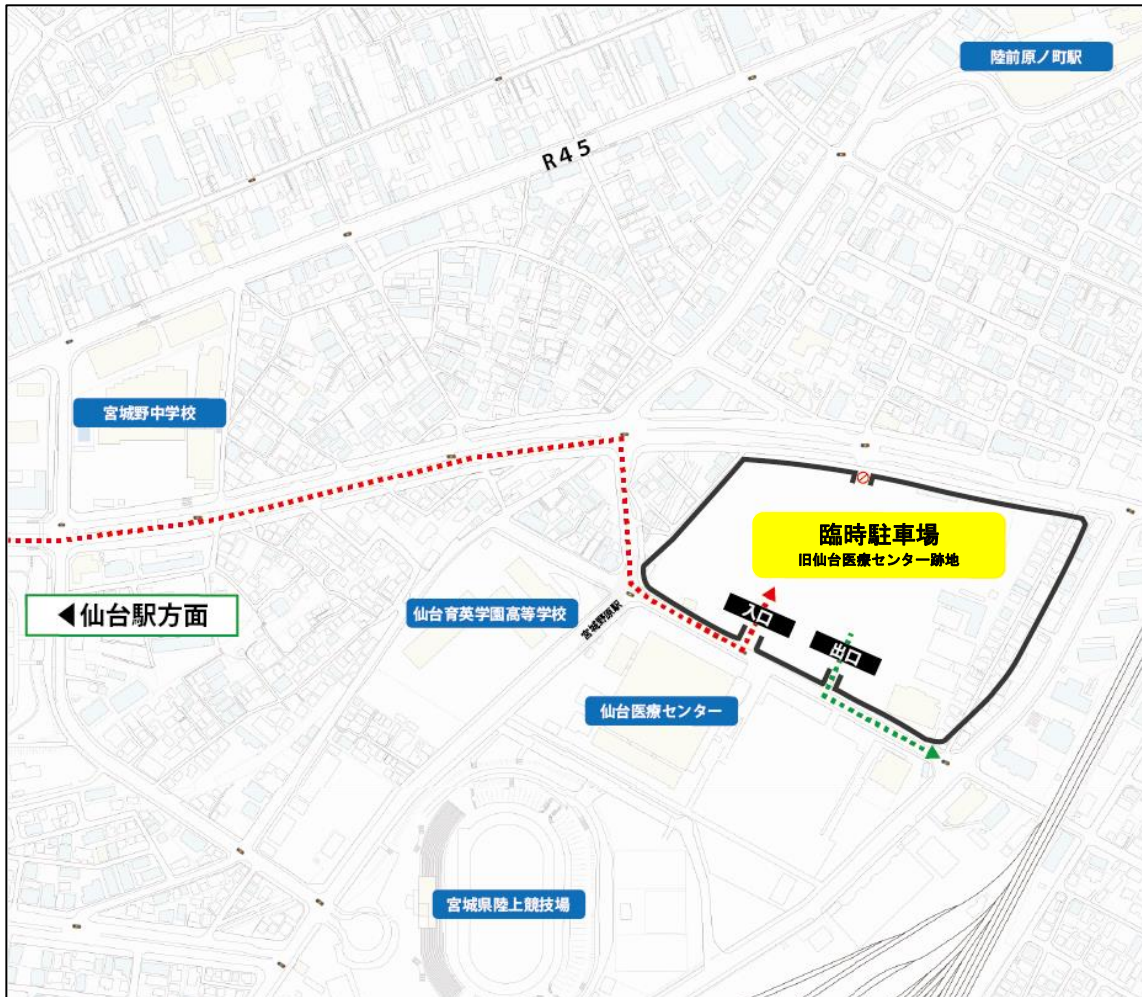 陸前原ノ町駅
R45
宮城野中学校
臨時駐車場
旧仙台医療センター跡地
◀仙台駅方面
仙台育英学園高等学校
宮城野原駅
入口
出口
仙台医療センター
宮城県陸上競技場